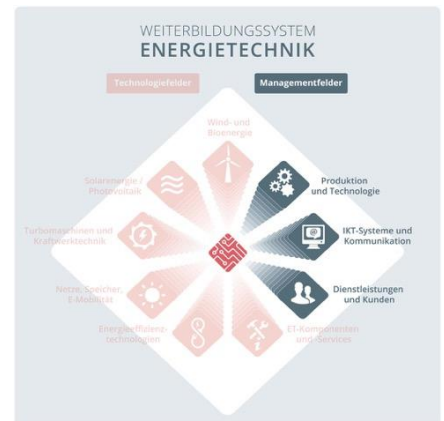 WEITERBILDUNGSSYSTEM
ENERGIETECHNIK
Technologiefelder
Managementfelder
Wind- und
Bioenergie
Solarenergie /
Photovoltaik
Produktion
und Technologie
Turbomaschinen und
Kraftwerktechnik
IKT-Systeme und
Kommunikation
Netze, Speicher,
E-Mobilität
Dienstleistungen
und Kunden
Energieeffizienz-
technologien
ET-Komponenten
und -Services